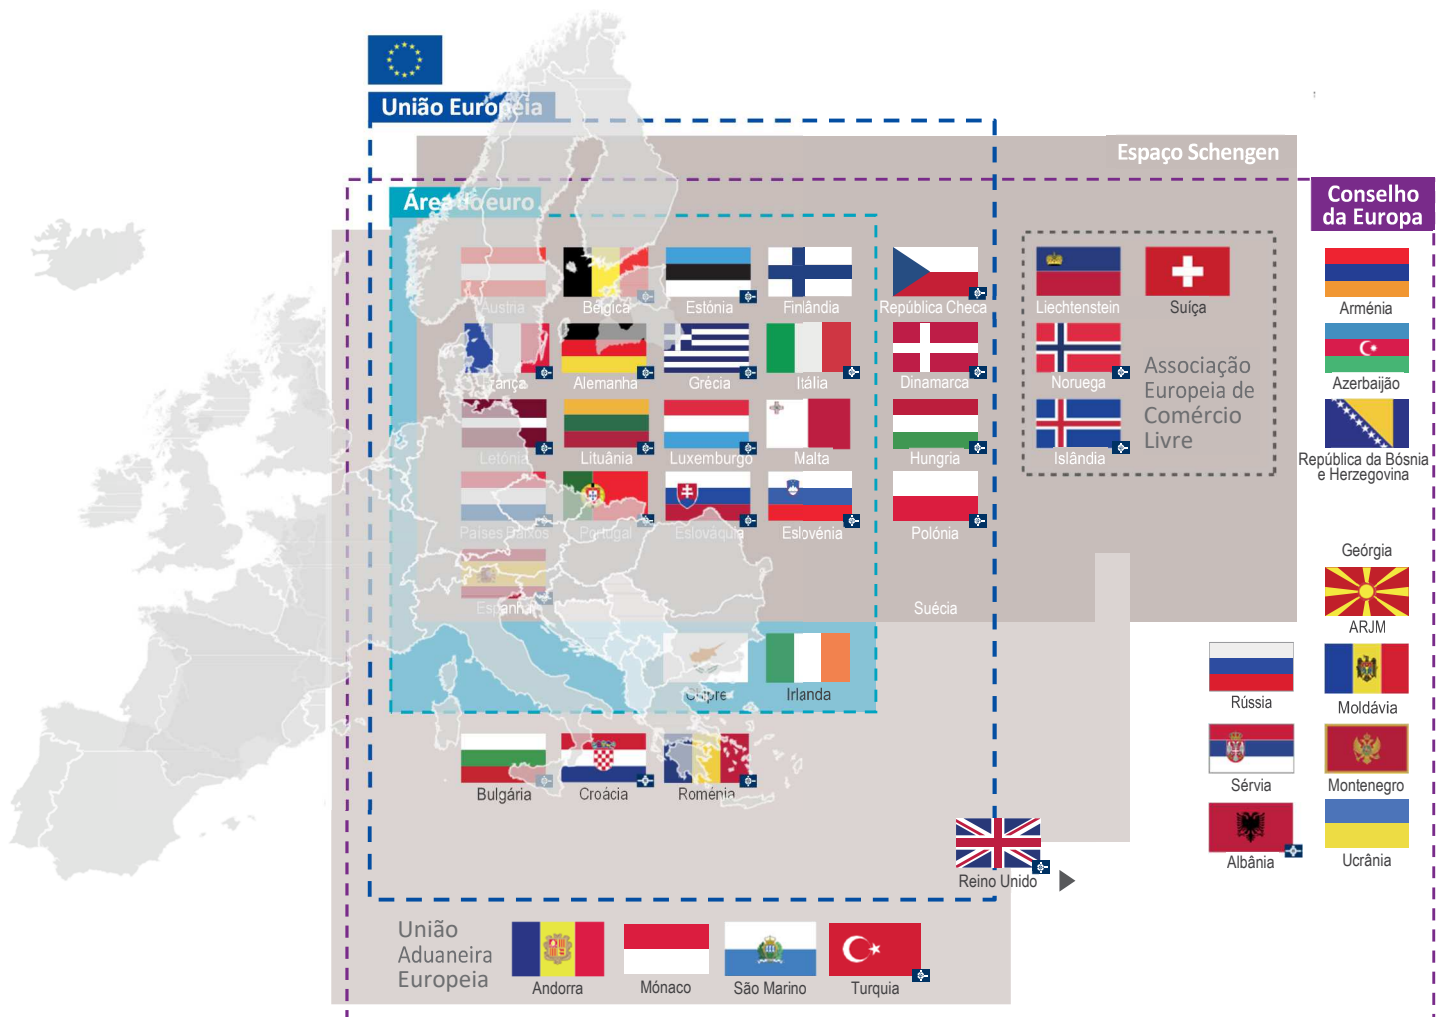 União Europeia
Espaço Schengen
Conselho
da Europa
Área do euro
Áustria
Bélgica
Estónia
Finlândia
República Checa
Liechtenstein
Suíça
Arménia
França
Alemanha
Grécia
Itália
Dinamarca
Noruega
Associação
Europeia de
Comércio
Livre
Azerbaijão
Letónia
Lituânia
Luxemburgo
Malta
Hungria
Islândia
República da Bósnia
e Herzegovina
Países Baixos
Portugal
Eslováquia
Eslovénia
Polónia
Geórgia
Espanha
Suécia
ARJM
Chipre
Irlanda
Rússia
Moldávia
Bulgária
Croácia
Roménia
Sérvia
Montenegro
Reino Unido
Albânia
Ucrânia
União
Aduaneira
Europeia
Andorra
Mónaco
São Marino
Turquia